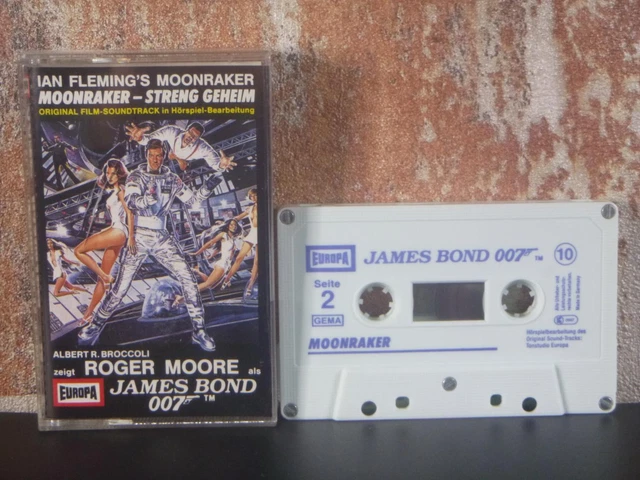 IAN FLEMING'S MOONRAKER
MOONRAKER – STRENG GEHEIM
ORIGINAL FILM-SOUNDTRACK in Hörspiel-Bearbeitung
ALBERT R. BROCCOLI
zeigt ROGER MOORE als
EUROPA JAMES BOND
007 TM
EUROPA JAMES BOND 007 TM 10
Seite
2
GEMA
MOONRAKER
Hörspielbearbeitung des
Original Sound-Tracks:
Tonstudio Europa